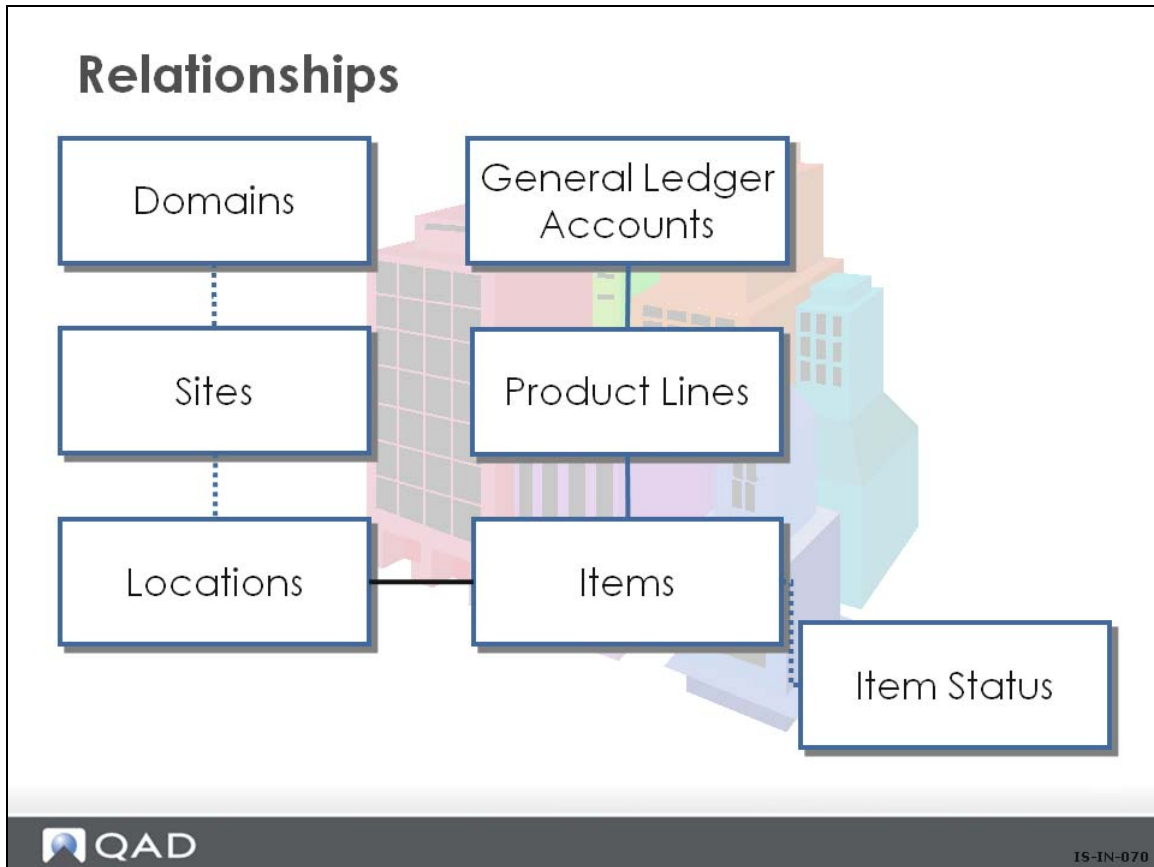 Relationships
Domains
General Ledger
Accounts
Sites
Product Lines
Locations
Items
Item Status
QAD
IS-IN-070